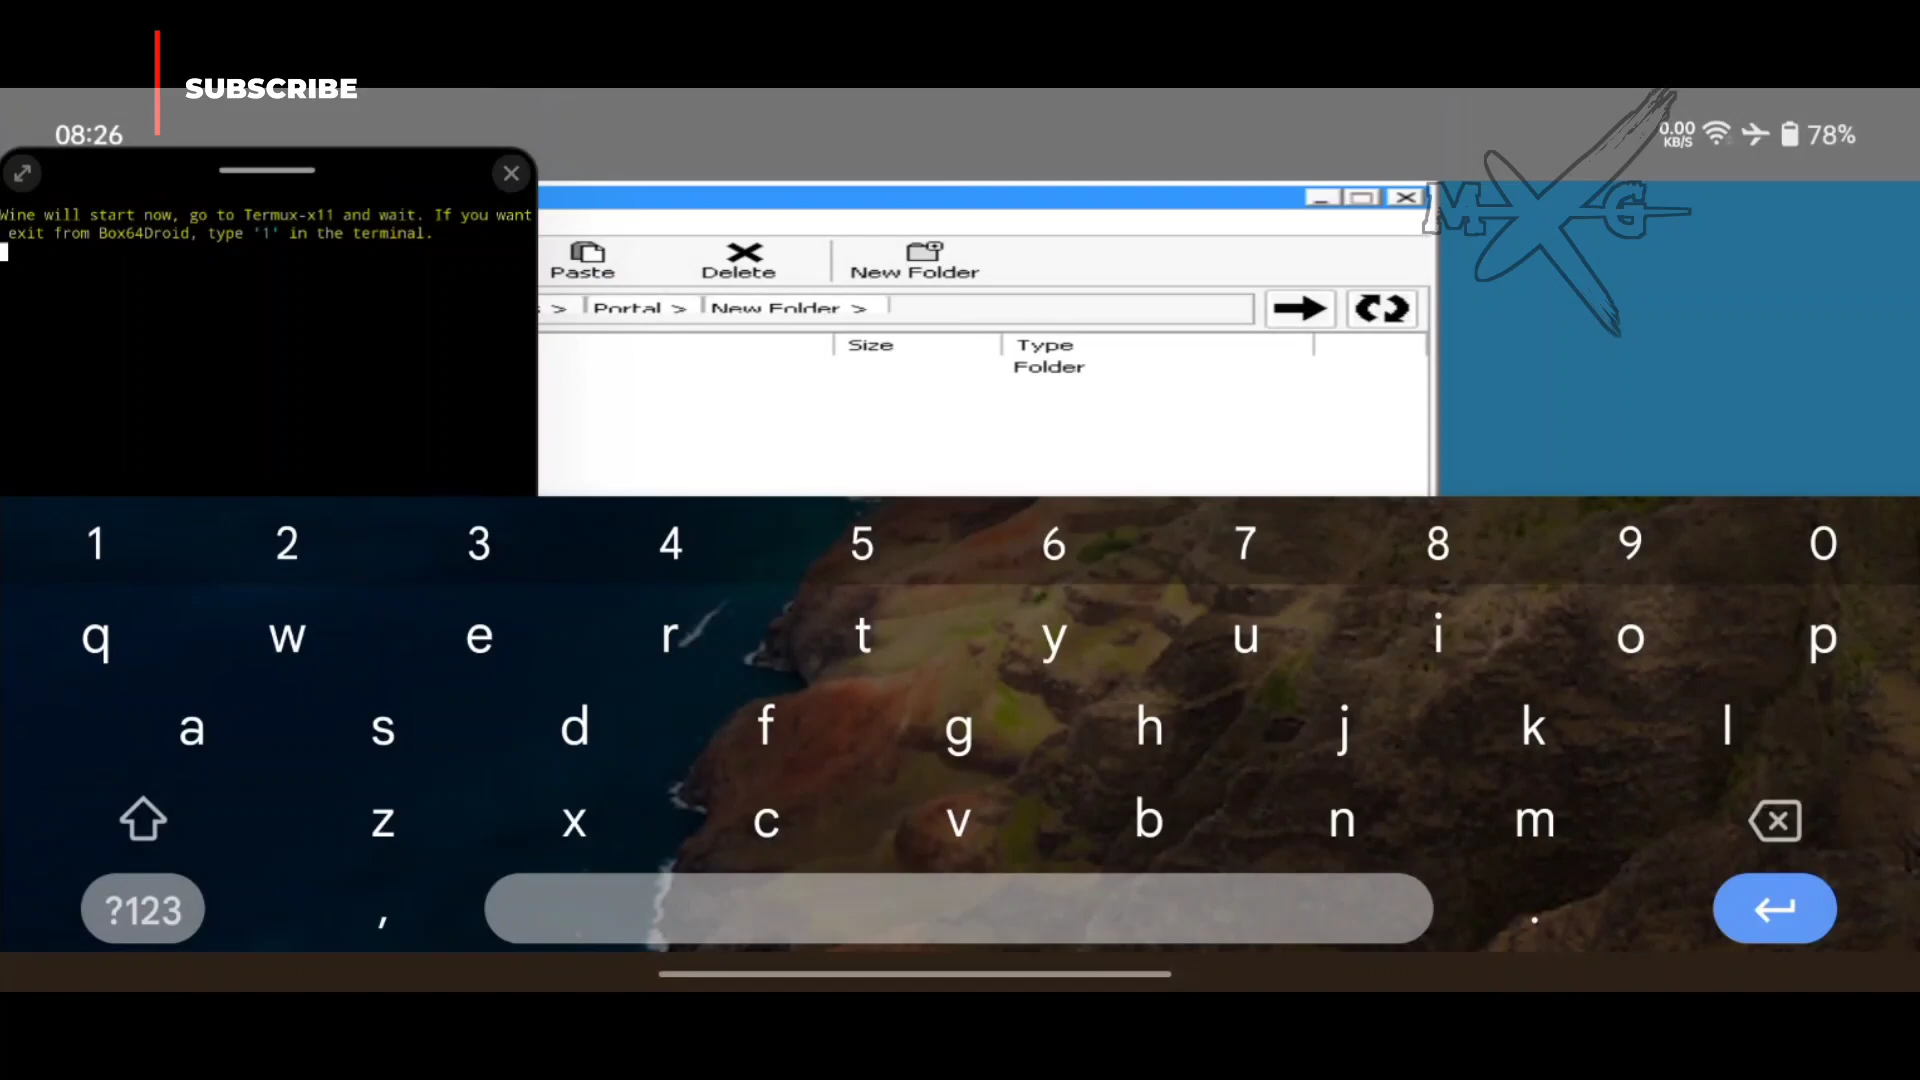 SUBSCRIBE
08:26
0.00
KB/S
78%
Wine will start now, go to Termux-x11 and wait. If you want
exit from Box64Droid, type '1' in the terminal.
Paste
Delete
New Folder
> Portal > New Folder >
Size
Type
Folder
MXG
1 2 3 4 5 6 7 8 9 0
q w e r t y u i o p
a s d f g h j k l
z x c v b n m
?123 , .